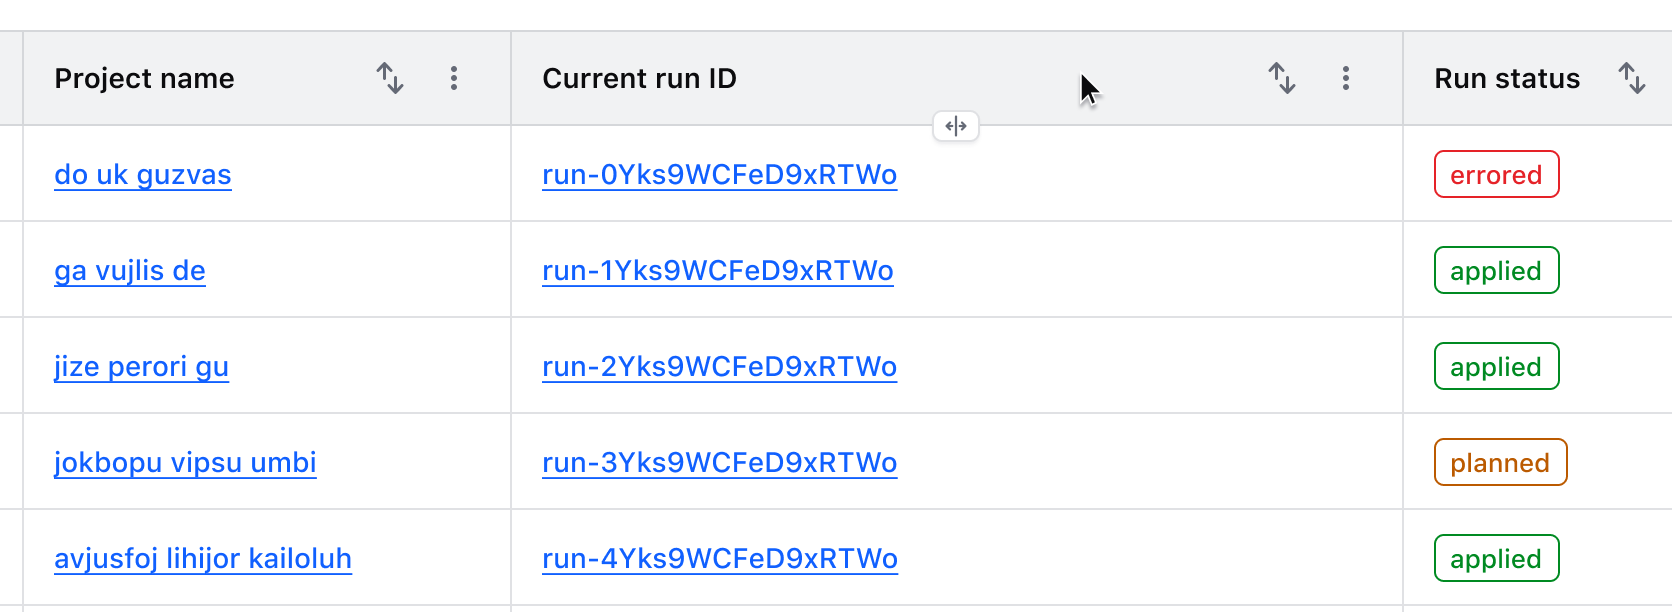 Project name Current run ID Run status
do uk guzvas run-0Yks9WCFeD9xRTWo errored
ga vujlis de run-1Yks9WCFeD9xRTWo applied
jize perori gu run-2Yks9WCFeD9xRTWo applied
jokbopu vipsu umbi run-3Yks9WCFeD9xRTWo planned
avjusfoj lihijor kailoluh run-4Yks9WCFeD9xRTWo applied